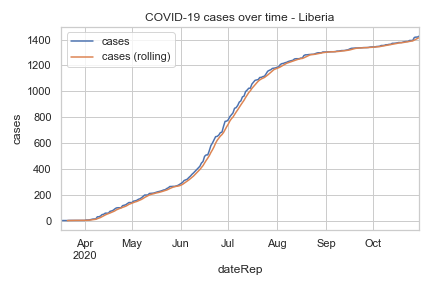 COVID-19 cases over time - Liberia
cases
cases (rolling)
1400
1200
1000
800
600
400
200
0
cases
Apr
2020
May
Jun
Jul
Aug
Sep
Oct
dateRep